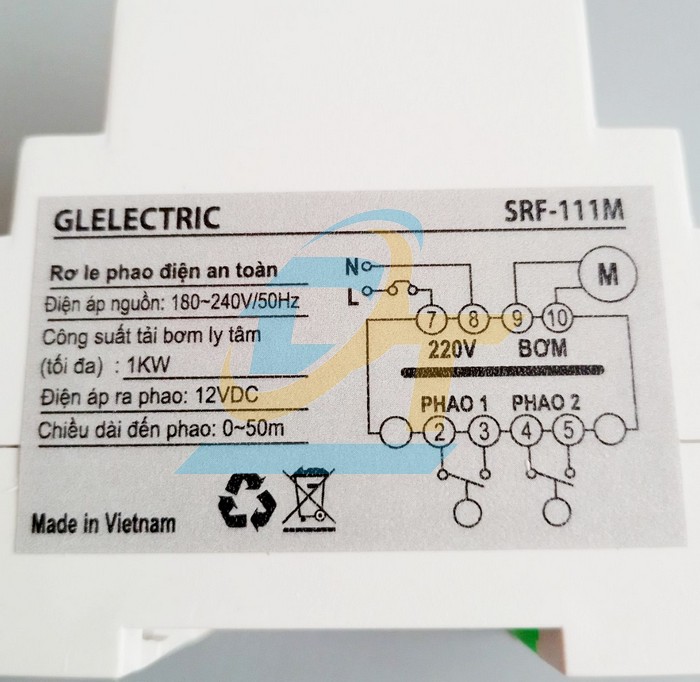 GLELECTRIC
SRF-111M
Rơ le phao điện an toàn
Điện áp nguồn: 180~240V/50Hz
Công suất tải bơm ly tâm
(tối đa) : 1KW
Điện áp ra phao: 12VDC
Chiều dài đến phao: 0~50m
Made in Vietnam
N
L
M
7 8 9 10
220V BƠM
PHAO 1 PHAO 2
2 3 4 5